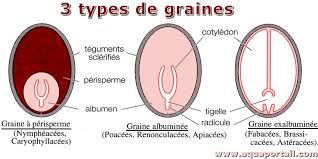 3 types de graines
téguments
sclérifiés
cotylédon
périsperme
albumen
tigelle
radicule
Graine à périsperme
(Nymphéacées,
Caryophyllacées)
Graine albuminée
(Poacées, Renonculacées, Apiacées)
Graine exalbuminée
(Fabacées, Brassi-
cacées, Astéracées).
www.aquaportail.com